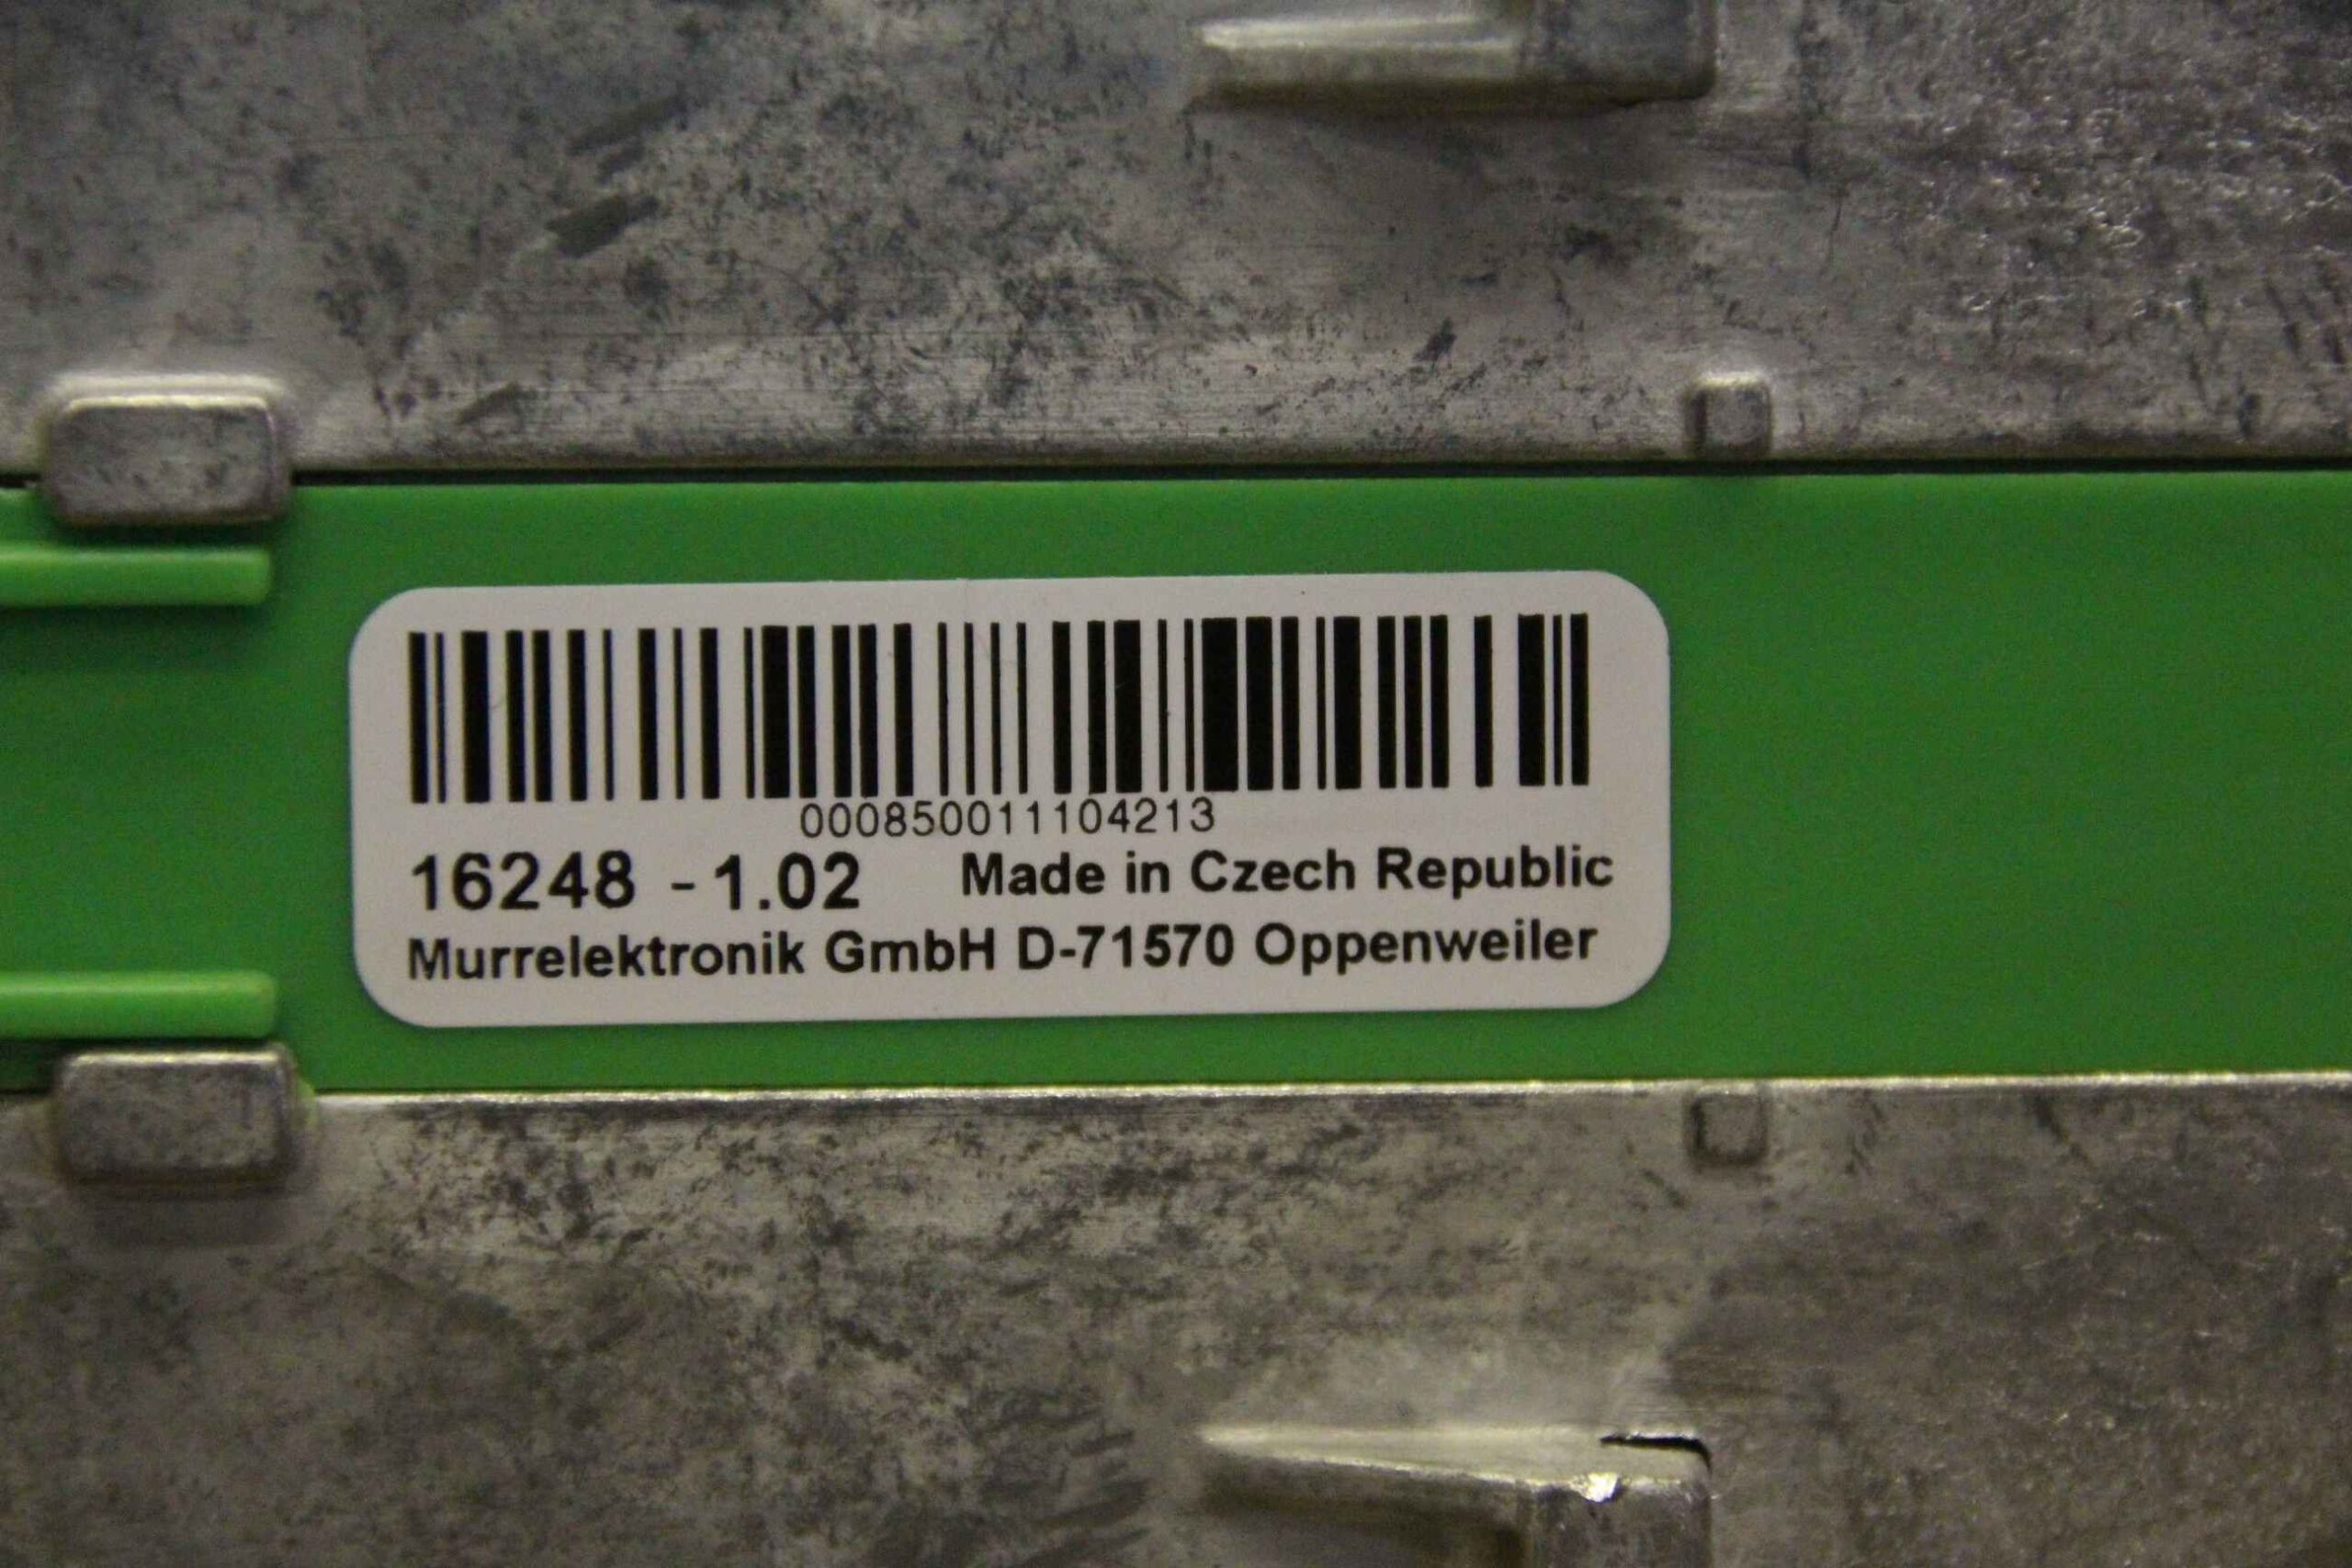 000850011104213
16248 - 1.02 Made in Czech Republic
Murrelektronik GmbH D-71570 Oppenweiler